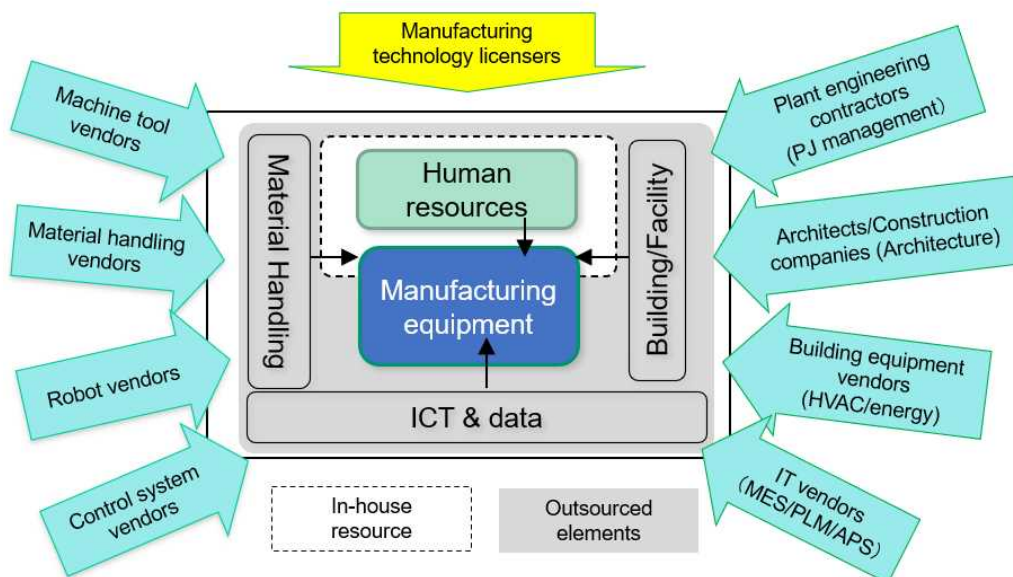 Manufacturing
technology licensers
Machine tool
vendors
Material handling
vendors
Robot vendors
Control system
vendors
Material Handling
Human
resources
Manufacturing
equipment
Building/Facility
ICT & data
Plant engineering
contractors
(PJ management）
Architects/Construction
companies (Architecture)
Building equipment
vendors
(HVAC/energy)
IT vendors
（MES/PLM/APS）
In-house
resource
Outsourced
elements